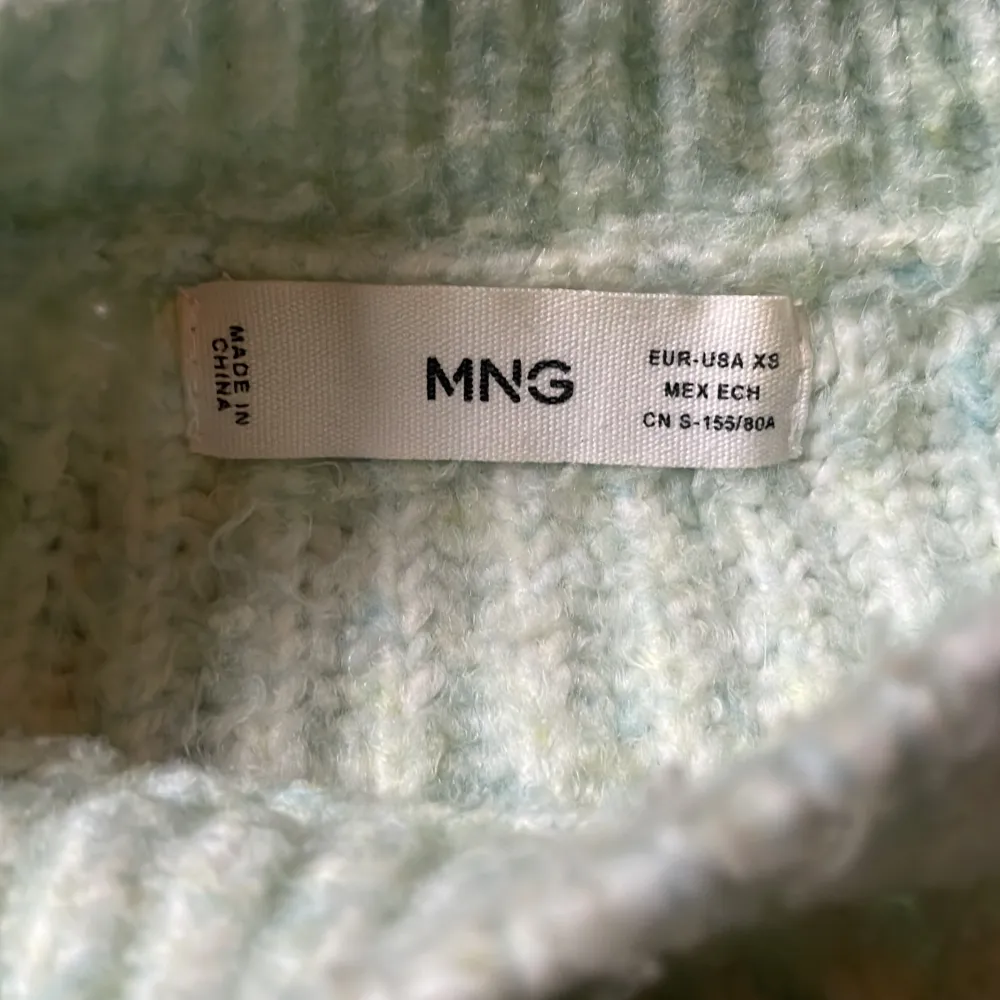 MADE IN
CHINA
MNG
EUR-USA XS
MEX ECH
CN S-155/80A